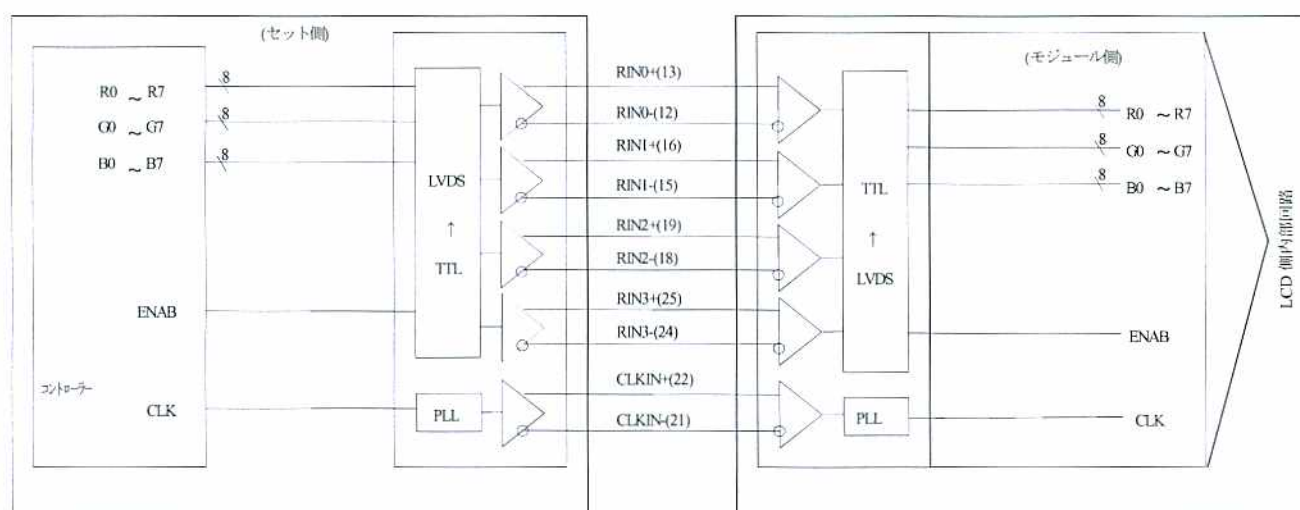 (セット側)
R0 ~ R7
8
G0 ~ G7
8
B0 ~ B7
8
ENAB
コントローラー
CLK
LVDS
↑
TTL
PLL
RIN0+(13)
RIN0-(12)
RIN1+(16)
RIN1-(15)
RIN2+(19)
RIN2-(18)
RIN3+(25)
RIN3-(24)
CLKIN+(22)
CLKIN-(21)
TTL
↑
LVDS
PLL
(モジュール側)
8
R0 ~ R7
8
G0 ~ G7
8
B0 ~ B7
ENAB
CLK
LCD 側内部回路